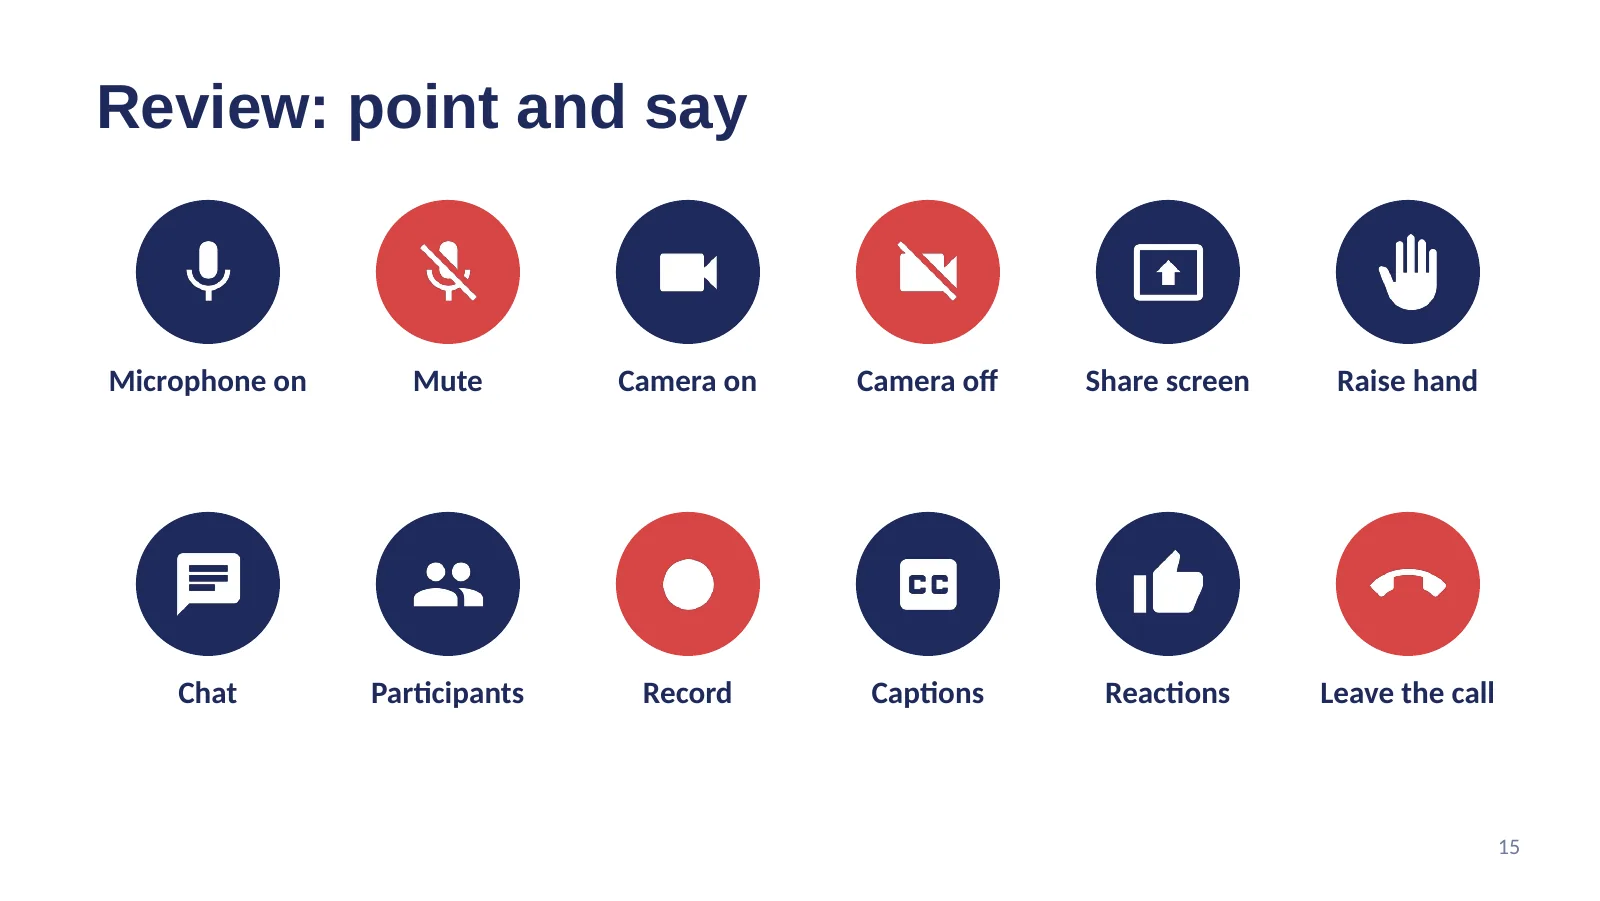 Review: point and say
Microphone on
Mute
Camera on
Camera off
Share screen
Raise hand
CC
Chat
Participants
Record
Captions
Reactions
Leave the call
15